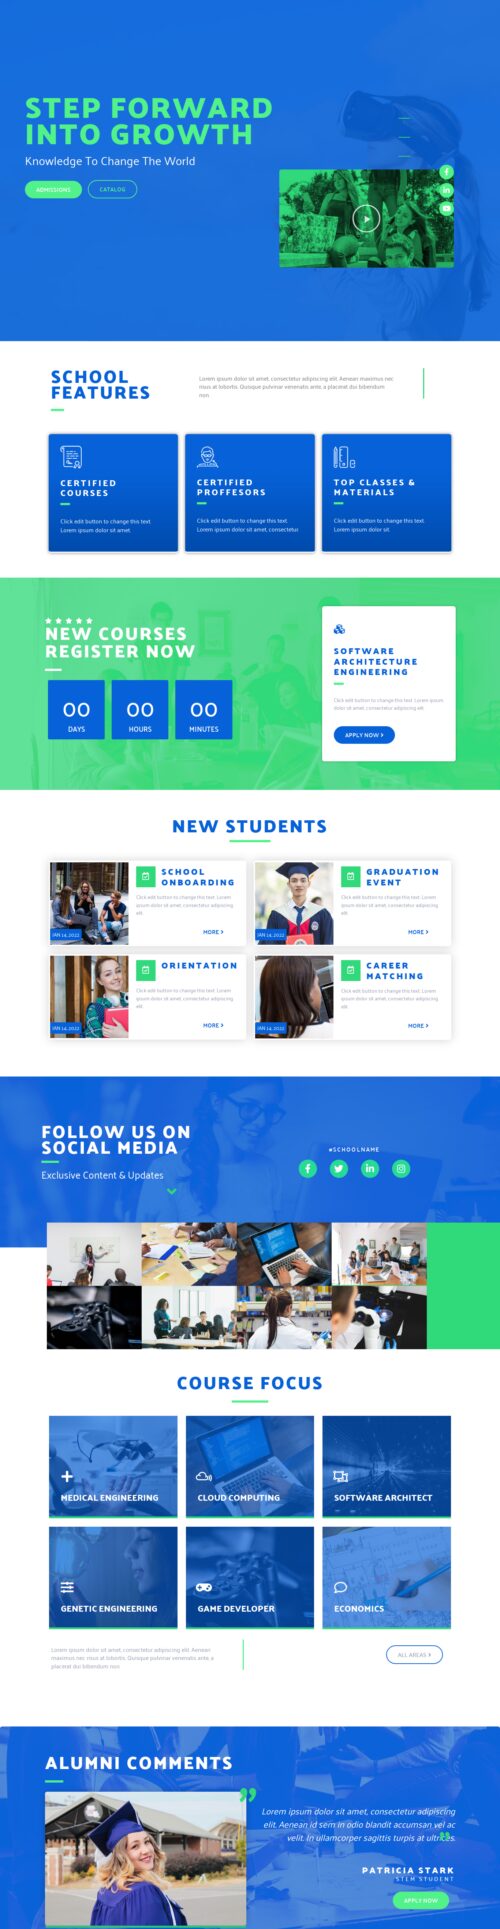 STEP FORWARD
INTO GROWTH
Knowledge To Change The World
ADMISSIONS
CATALOG
SCHOOL
FEATURES
Lorem ipsum dolor sit amet, consectetur adipiscing elit. Aenean maximus nec
risus at lobortis. Quisque pulvinar venenatis ante, a placerat dui bibendum
non.
CERTIFIED
COURSES
Click edit button to change this text.
Lorem ipsum dolor sit amet.
CERTIFIED
PROFFESORS
Click edit button to change this text.
Lorem ipsum dolor sit amet, consectetur.
TOP CLASSES &
MATERIALS
Click edit button to change this text.
Lorem ipsum dolor sit.
NEW COURSES
REGISTER NOW
00
DAYS
00
HOURS
00
MINUTES
SOFTWARE
ARCHITECTURE
ENGINEERING
Click edit button to change this text. Lorem ipsum
dolor sit amet, consectetur adipiscing elit.
APPLY NOW
NEW STUDENTS
SCHOOL
ONBOARDING
Click edit button to change this text. Lorem
ipsum dolor sit amet, consectetur adipiscing
elit.
JAN 14, 2022
MORE
GRADUATION
EVENT
Click edit button to change this text. Lorem
ipsum dolor sit amet, consectetur adipiscing
elit.
JAN 14, 2022
MORE
ORIENTATION
Click edit button to change this text. Lorem
ipsum dolor sit amet, consectetur adipiscing
elit.
JAN 14, 2022
MORE
CAREER
MATCHING
Click edit button to change this text. Lorem
ipsum dolor sit amet, consectetur adipiscing
elit.
JAN 14, 2022
MORE
FOLLOW US ON
SOCIAL MEDIA
Exclusive Content & Updates
#SCHOOLNAME
COURSE FOCUS
MEDICAL ENGINEERING
CLOUD COMPUTING
SOFTWARE ARCHITECT
GENETIC ENGINEERING
GAME DEVELOPER
ECONOMICS
Lorem ipsum dolor sit amet, consectetur adipiscing elit. Aenean
maximus nec risus at lobortis. Quisque pulvinar venenatis ante, a
placerat dui bibendum non.
ALL AREAS
ALUMNI COMMENTS
Lorem ipsum dolor sit amet, consectetur adipiscing
elit. Aenean id sem in dolor blandit accumsan vel ac
velit. In ullamcorper sagittis turpis at ultrices.
PATRICIA STARK
STEM STUDENT
APPLY NOW